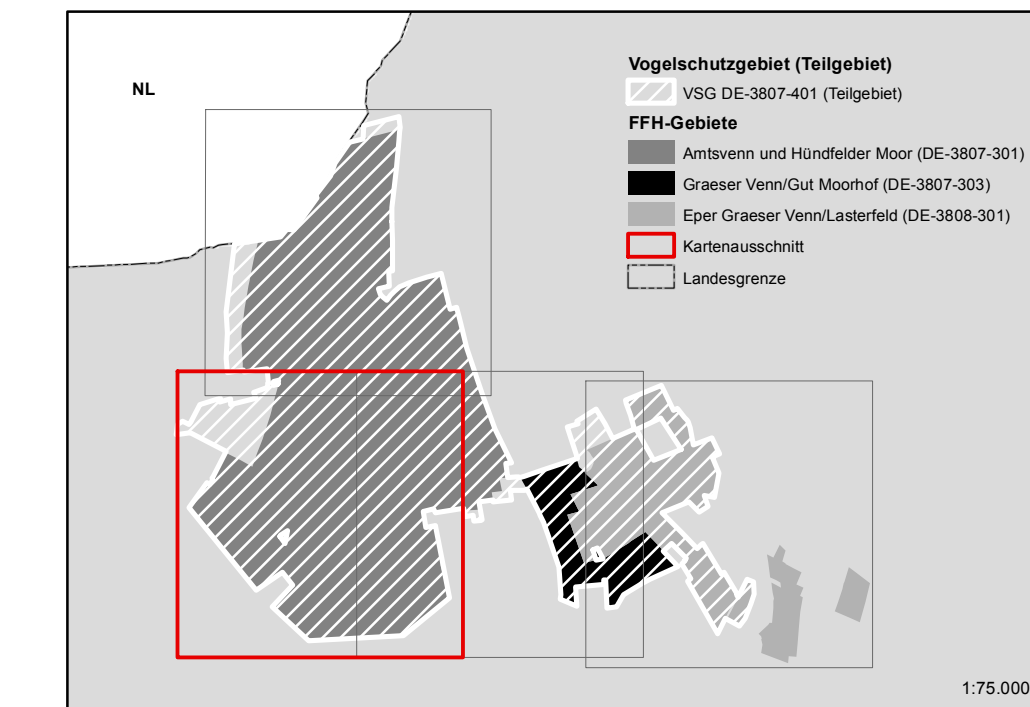 NL
Vogelschutzgebiet (Teilgebiet)
VSG DE-3807-401 (Teilgebiet)
FFH-Gebiete
Amtsvenn und Hündfelder Moor (DE-3807-301)
Graeser Venn/Gut Moorhof (DE-3807-303)
Eper Graeser Venn/Lasterfeld (DE-3808-301)
Kartenausschnitt
Landesgrenze
1:75.000